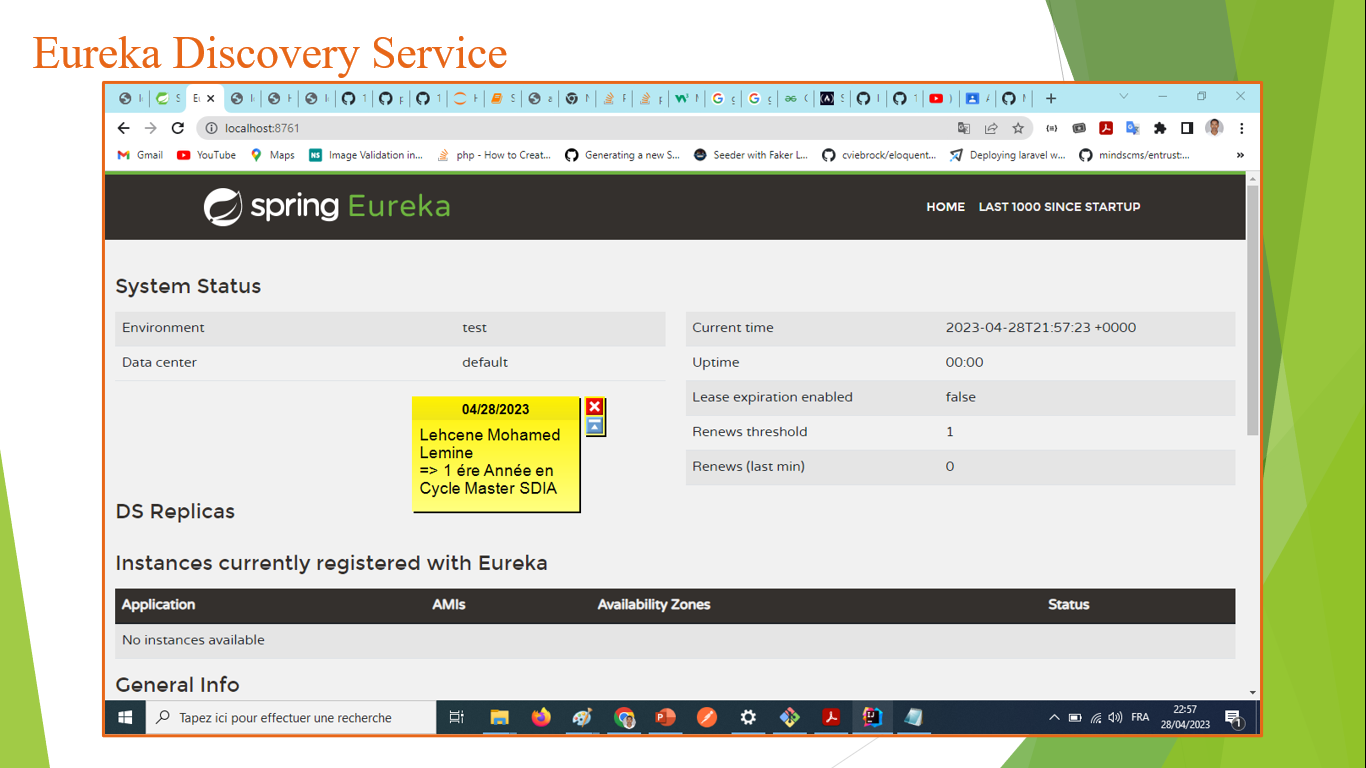 Eureka Discovery Service
localhost:8761
Gmail YouTube Maps Image Validation in... php - How to Creat... Generating a new S... Seeder with Faker L... cviebrock/eloquent... Deploying laravel w... mindscms/entrust:... »
spring Eureka HOME LAST 1000 SINCE STARTUP
System Status
Environment test
Data center default
Current time 2023-04-28T21:57:23 +0000
Uptime 00:00
Lease expiration enabled false
Renews threshold 1
Renews (last min) 0
04/28/2023
Lehcene Mohamed
Lemine
=> 1 ére Année en
Cycle Master SDIA
DS Replicas
Instances currently registered with Eureka
Application AMIs Availability Zones Status
No instances available
General Info
Tapez ici pour effectuer une recherche
FRA
22:57
28/04/2023
1